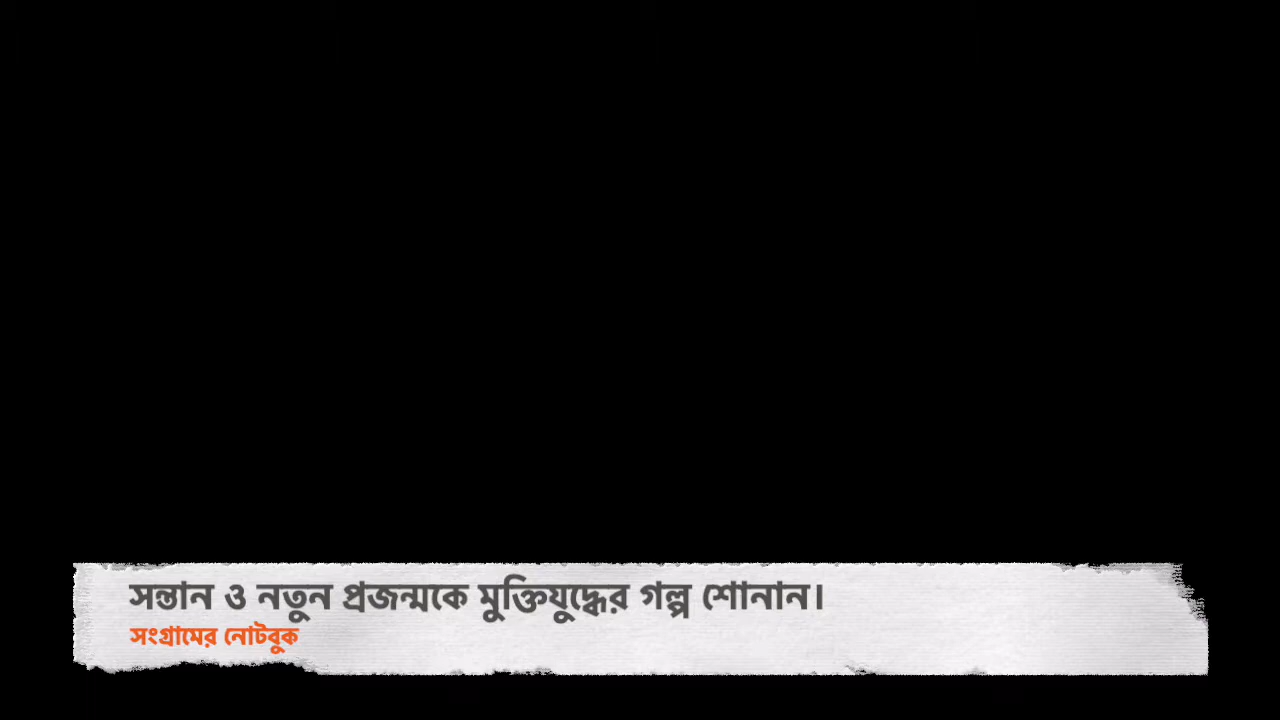 সন্তান ও নতুন প্রজন্মকে মুক্তিযুদ্ধের গল্প শোনান।
সংগ্রামের নোটবুক